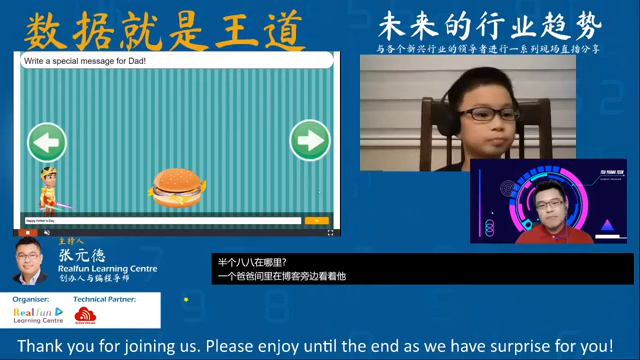 数据就是王道
未来的行业趋势
与各个新兴行业的领导者进行一系列现场直播分享
Write a special message for Dad!
Happy Father's Day
主持人
张元德
Realfun Learning Centre
创办人与编程导师
半个八八在哪里?
一个爸爸间里在博客旁边看着他
Organiser:
Technical Partner:
Realfun
Learning Centre
Thank you for joining us. Please enjoy until the end as we have surprise for you!